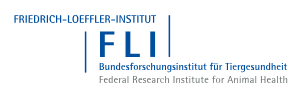 FRIEDRICH-LOEFFLER-INSTITUT
FLI
Bundesforschungsinstitut für Tiergesundheit
Federal Research Institute for Animal Health